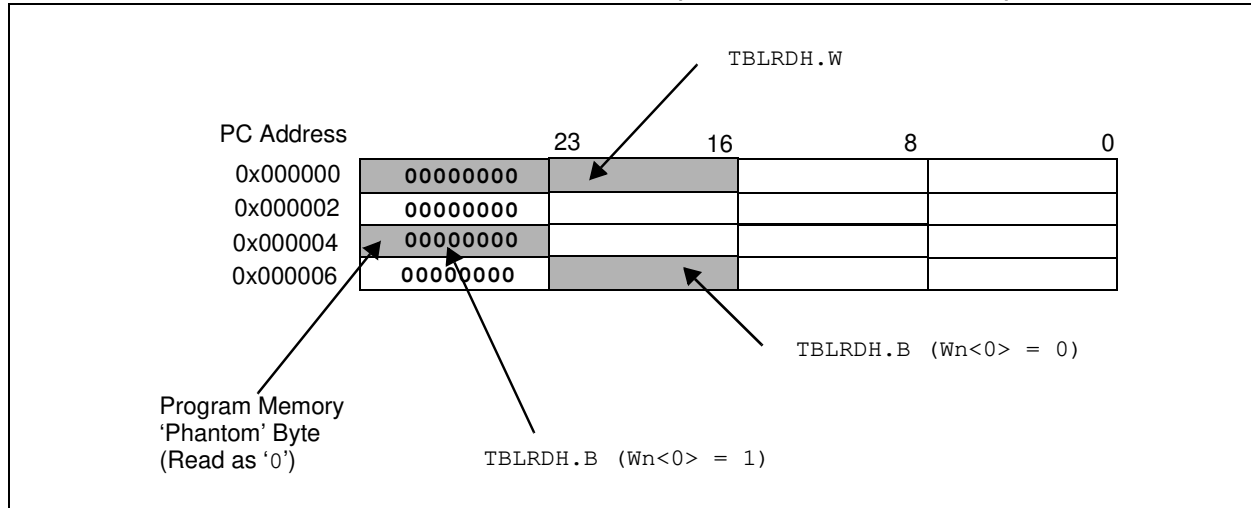 TBLRDH.W
PC Address 23 16 8 0
0x000000 00000000
0x000002 00000000
0x000004 00000000
0x000006 00000000
TBLRDH.B (Wn<0> = 0)
Program Memory
‘Phantom’ Byte
(Read as ‘0’)
TBLRDH.B (Wn<0> = 1)